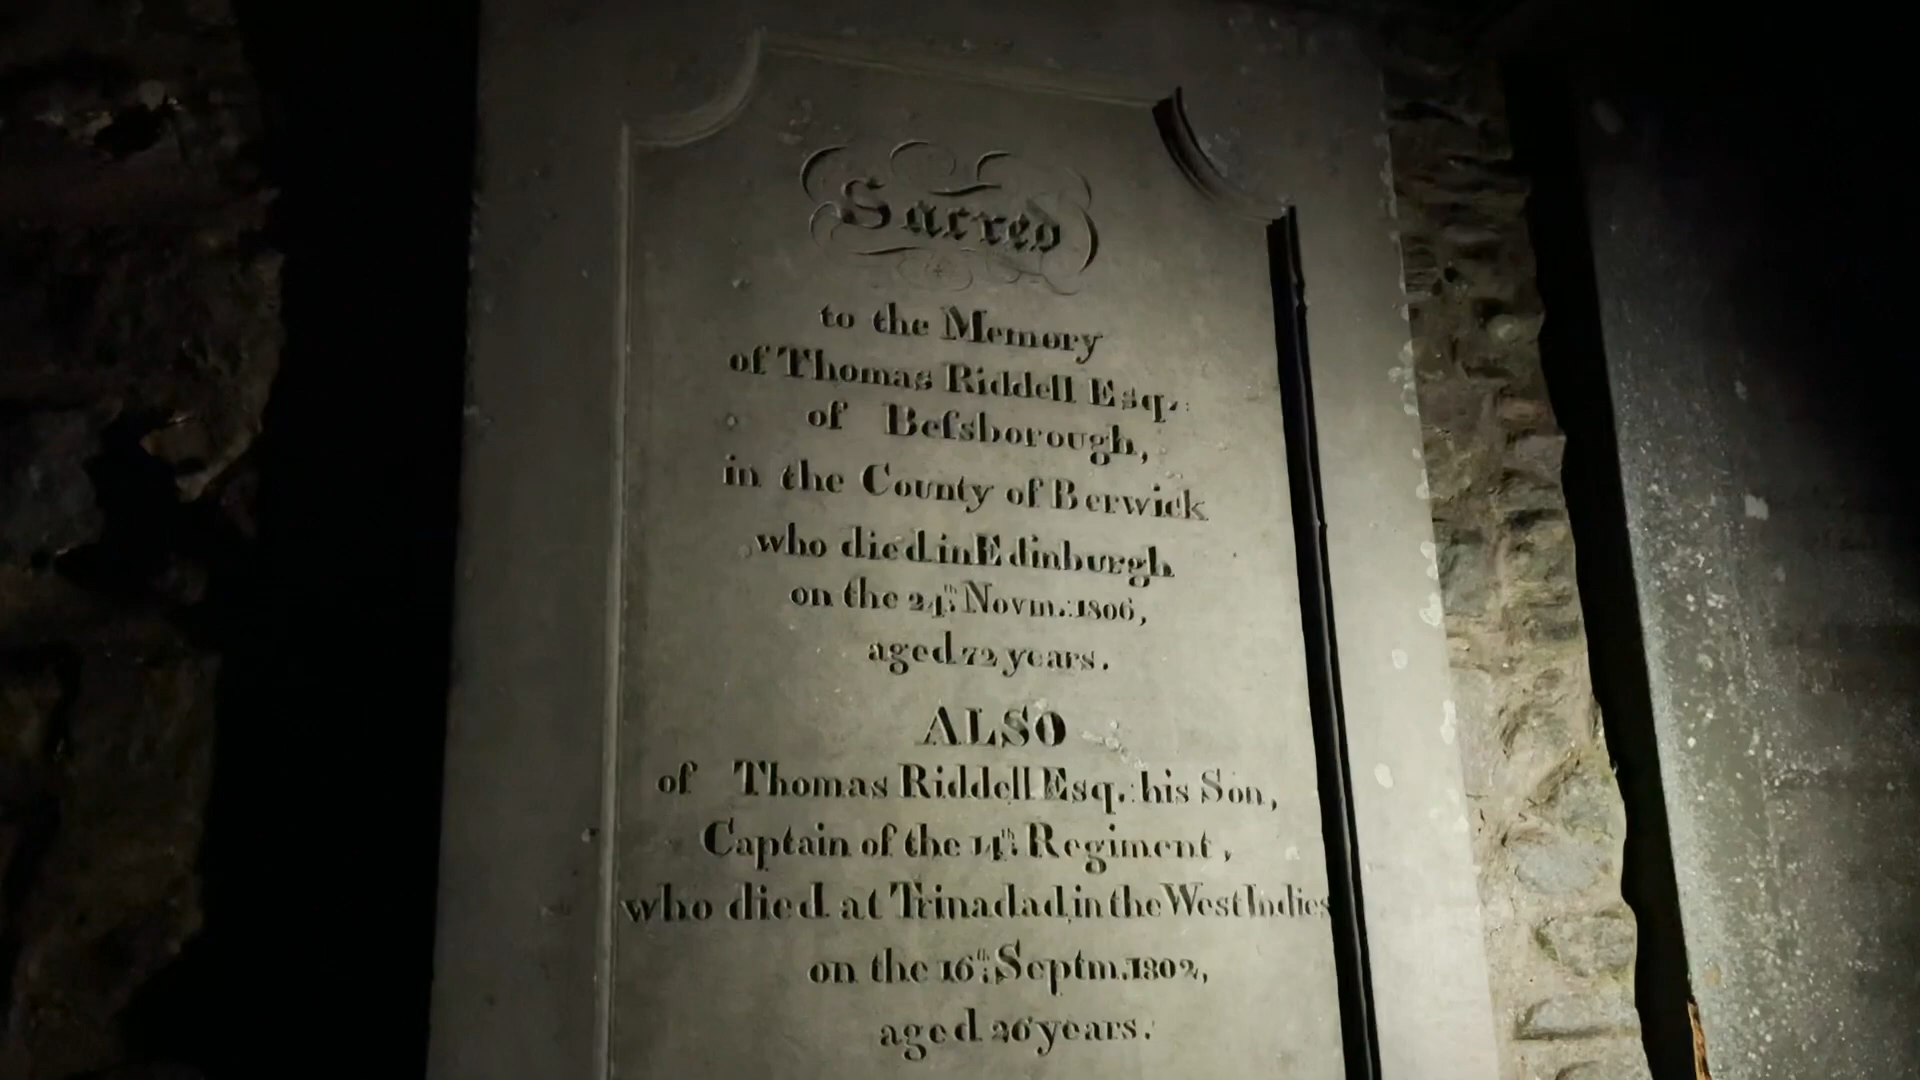 Sacred
to the Memory
of Thomas Riddell Esq.:
of Beſsborough,
in the County of Berwick
who died in Edinburgh
on the 24th Novm.: 1806,
aged 72 years.
ALSO
of Thomas Riddell Esq.: his Son,
Captain of the 14th Regiment,
who died at Trinadad in the West Indies
on the 16th Septm. 1802,
aged 26 years.